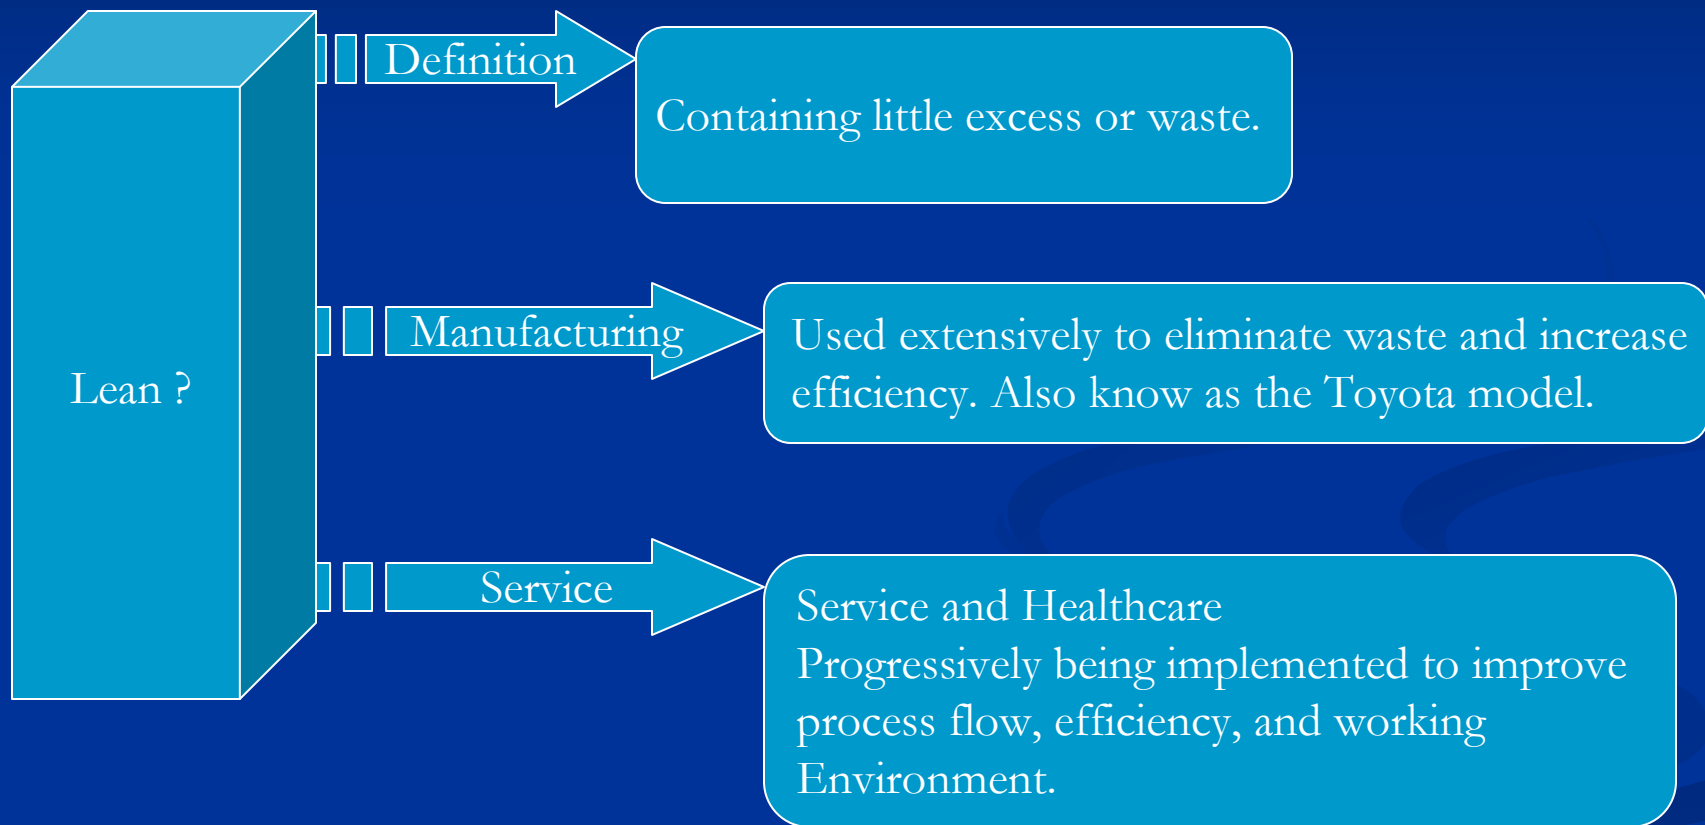 Lean ?
Definition
Containing little excess or waste.
Manufacturing
Used extensively to eliminate waste and increase
efficiency. Also know as the Toyota model.
Service
Service and Healthcare
Progressively being implemented to improve
process flow, efficiency, and working
Environment.